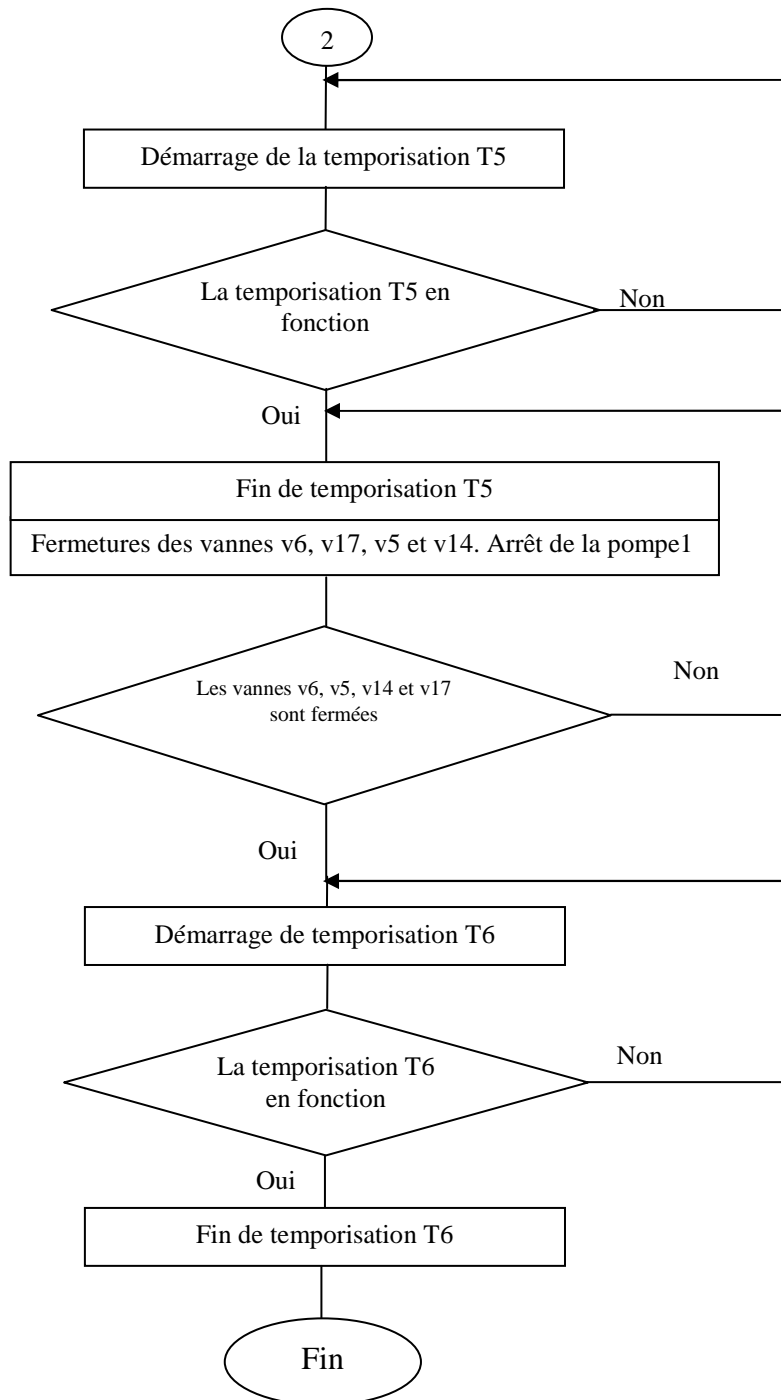 2
Démarrage de la temporisation T5
La temporisation T5 en
fonction
Non
Oui
Fin de temporisation T5
Fermetures des vannes v6, v17, v5 et v14. Arrêt de la pompe1
Les vannes v6, v5, v14 et v17
sont fermées
Non
Oui
Démarrage de temporisation T6
La temporisation T6
en fonction
Non
Oui
Fin de temporisation T6
Fin